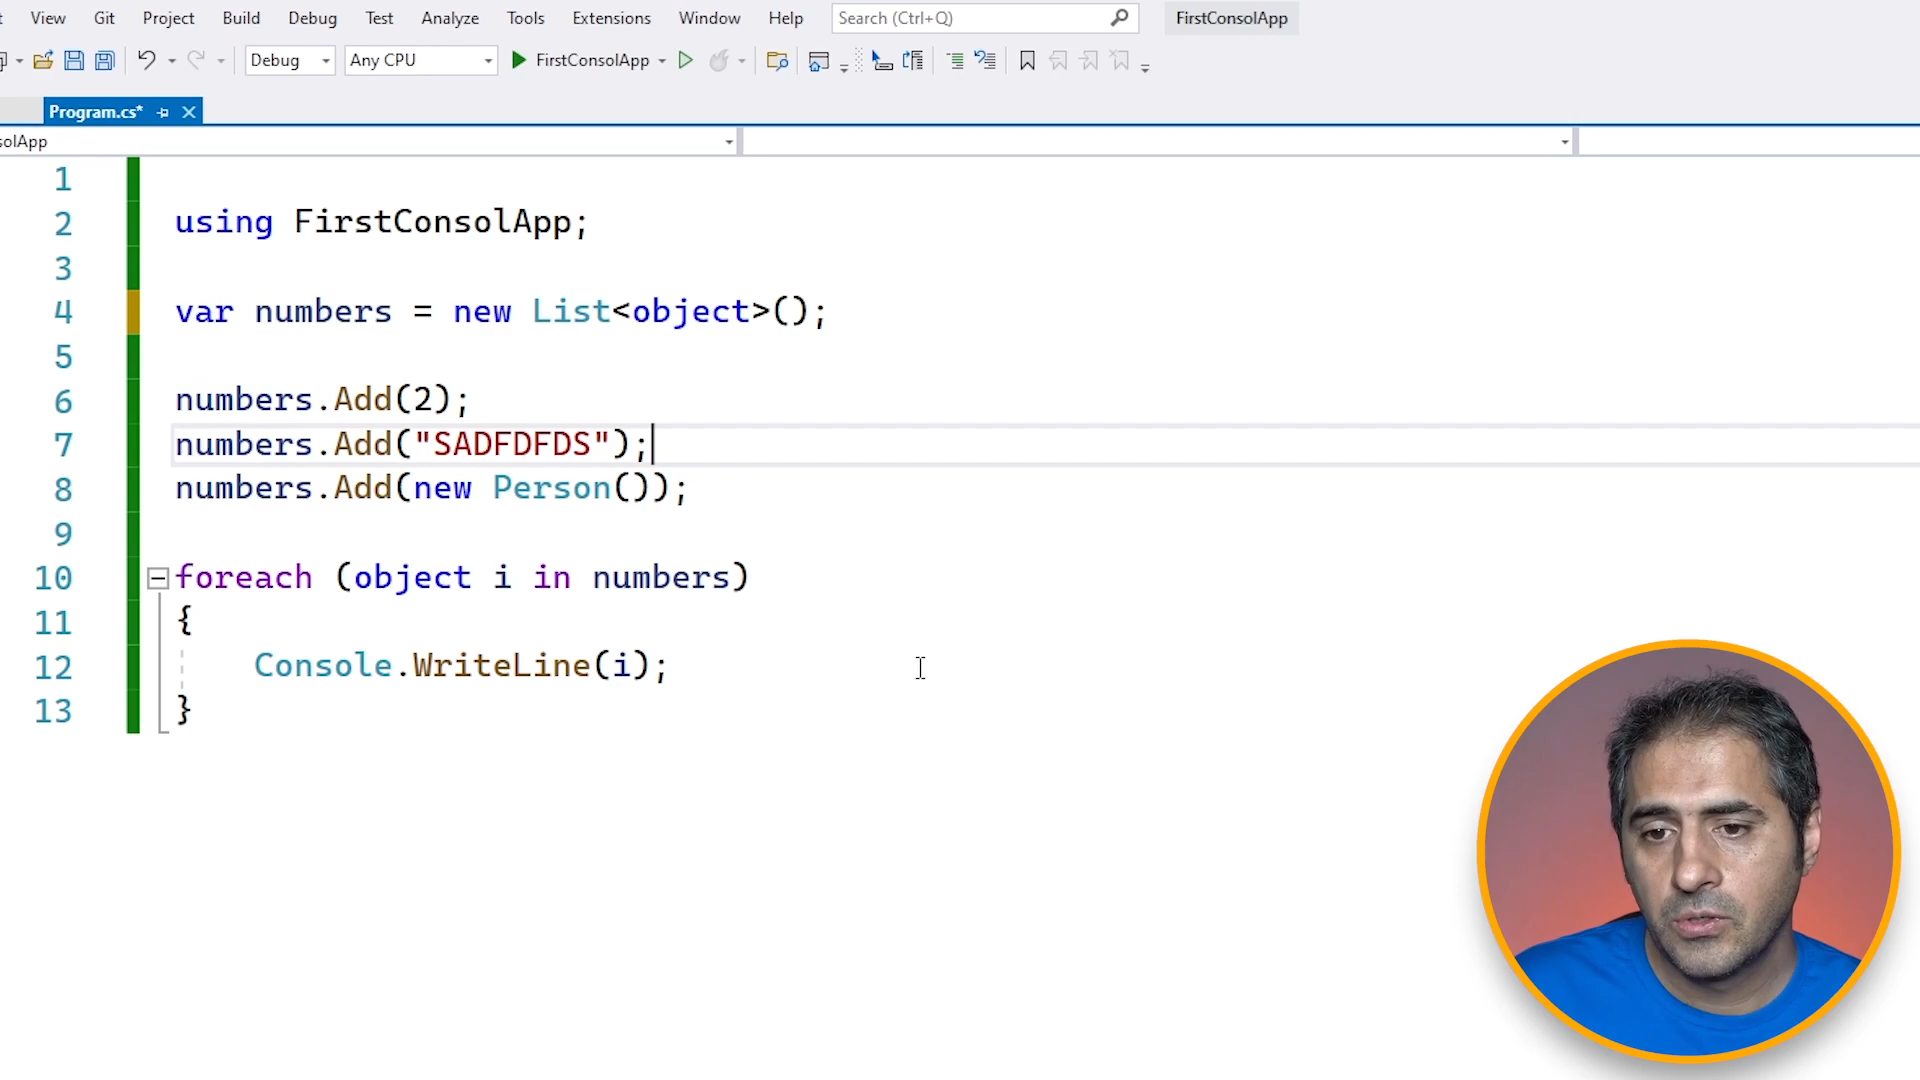 View Git Project Build Debug Test Analyze Tools Extensions Window Help Search (Ctrl+Q) FirstConsolApp
Debug Any CPU FirstConsolApp
Program.cs*
solApp
1
2 using FirstConsolApp;
3
4 var numbers = new List<object>();
5
6 numbers.Add(2);
7 numbers.Add("SADFDFDS");
8 numbers.Add(new Person());
9
10 foreach (object i in numbers)
11 {
12 Console.WriteLine(i);
13 }